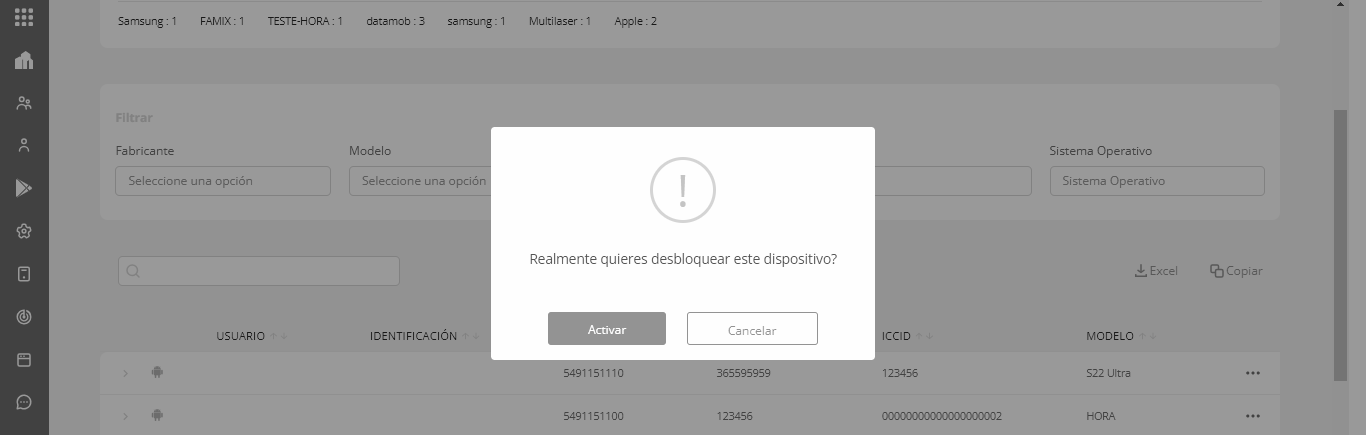 Samsung : 1 FAMIX : 1 TESTE-HORA : 1 datamob : 3 samsung : 1 Multilaser : 1 Apple : 2
Filtrar
Fabricante Modelo Sistema Operativo
Seleccione una opción Seleccione una opción Sistema Operativo
!
Realmente quieres desbloquear este dispositivo?
Activar Cancelar
Excel Copiar
USUARIO IDENTIFICACIÓN ICCID MODELO
5491151110 365595959 123456 S22 Ultra
5491151100 123456 00000000000000000002 HORA